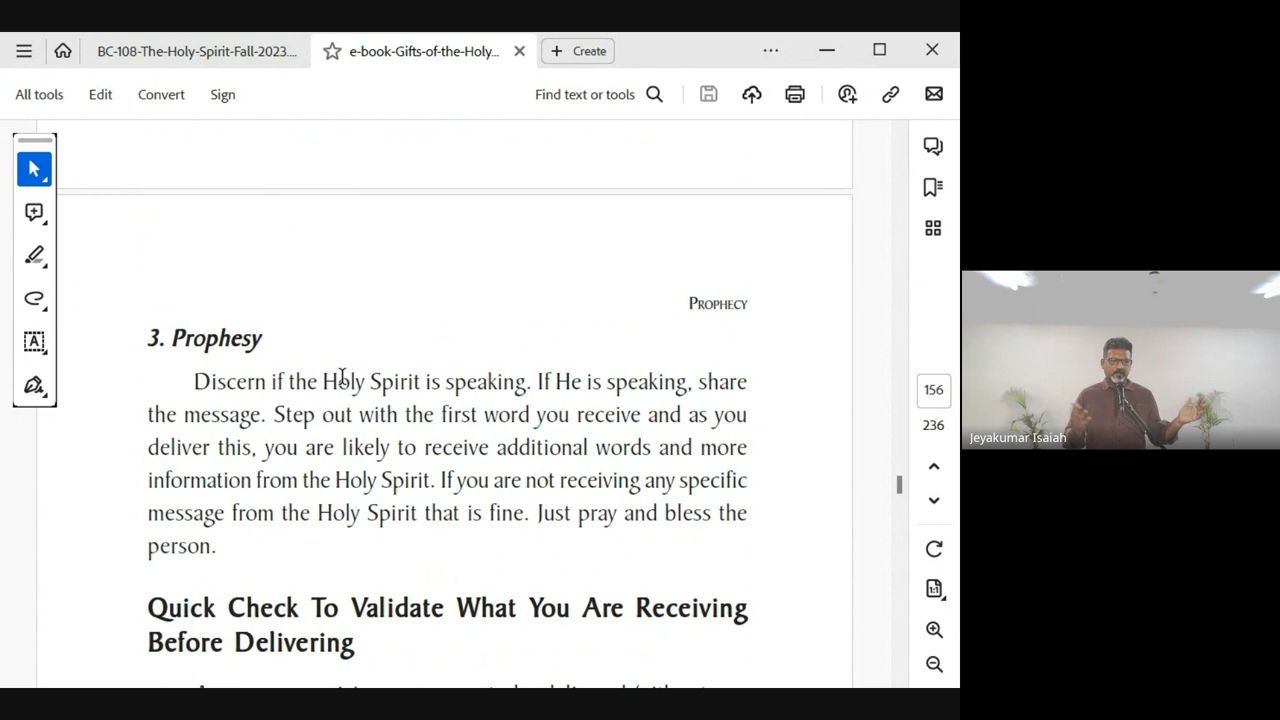 BC-108-The-Holy-Spirit-Fall-2023....
e-book-Gifts-of-the-Holy...
Create
All tools
Edit
Convert
Sign
Find text or tools
PROPHECY
3. Prophesy
Discern if the Holy Spirit is speaking. If He is speaking, share
the message. Step out with the first word you receive and as you
deliver this, you are likely to receive additional words and more
information from the Holy Spirit. If you are not receiving any specific
message from the Holy Spirit that is fine. Just pray and bless the
person.
Quick Check To Validate What You Are Receiving
Before Delivering
156
236
Jeyakumar Isaiah